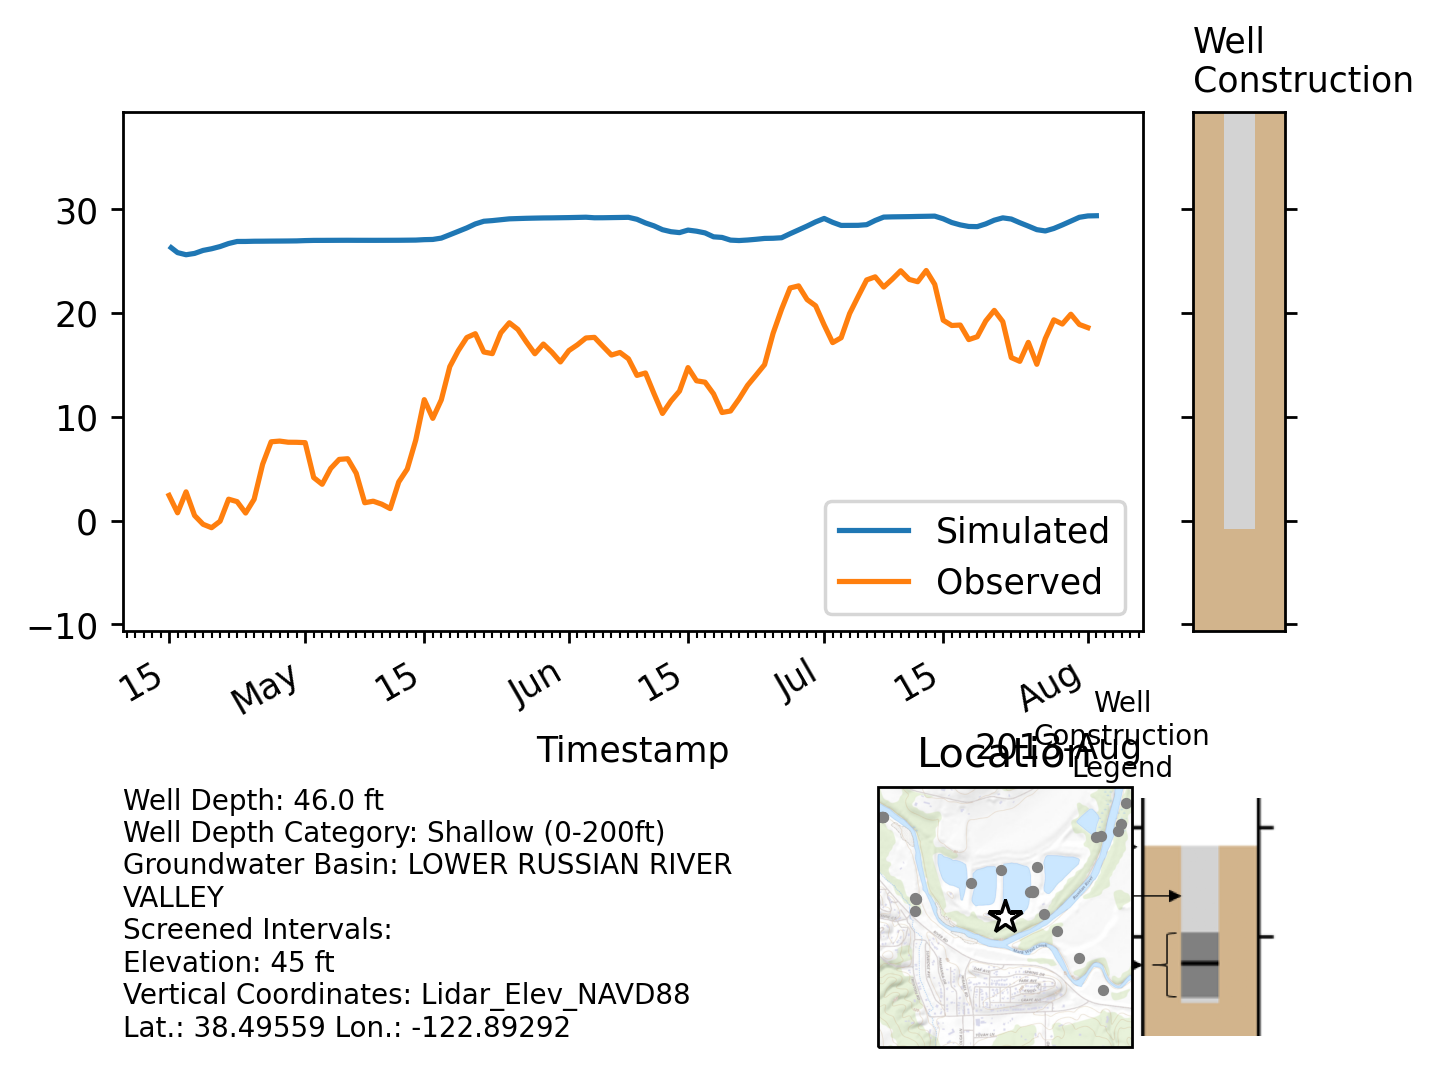 Well
Construction
30
20
10
0
−10
Simulated
Observed
15
May
15
Jun
15
Jul
15
Aug
Timestamp
2013-Aug
Location
Well
Construction
Legend
Well Depth: 46.0 ft
Well Depth Category: Shallow (0-200ft)
Groundwater Basin: LOWER RUSSIAN RIVER
VALLEY
Screened Intervals:
Elevation: 45 ft
Vertical Coordinates: Lidar_Elev_NAVD88
Lat.: 38.49559 Lon.: -122.89292